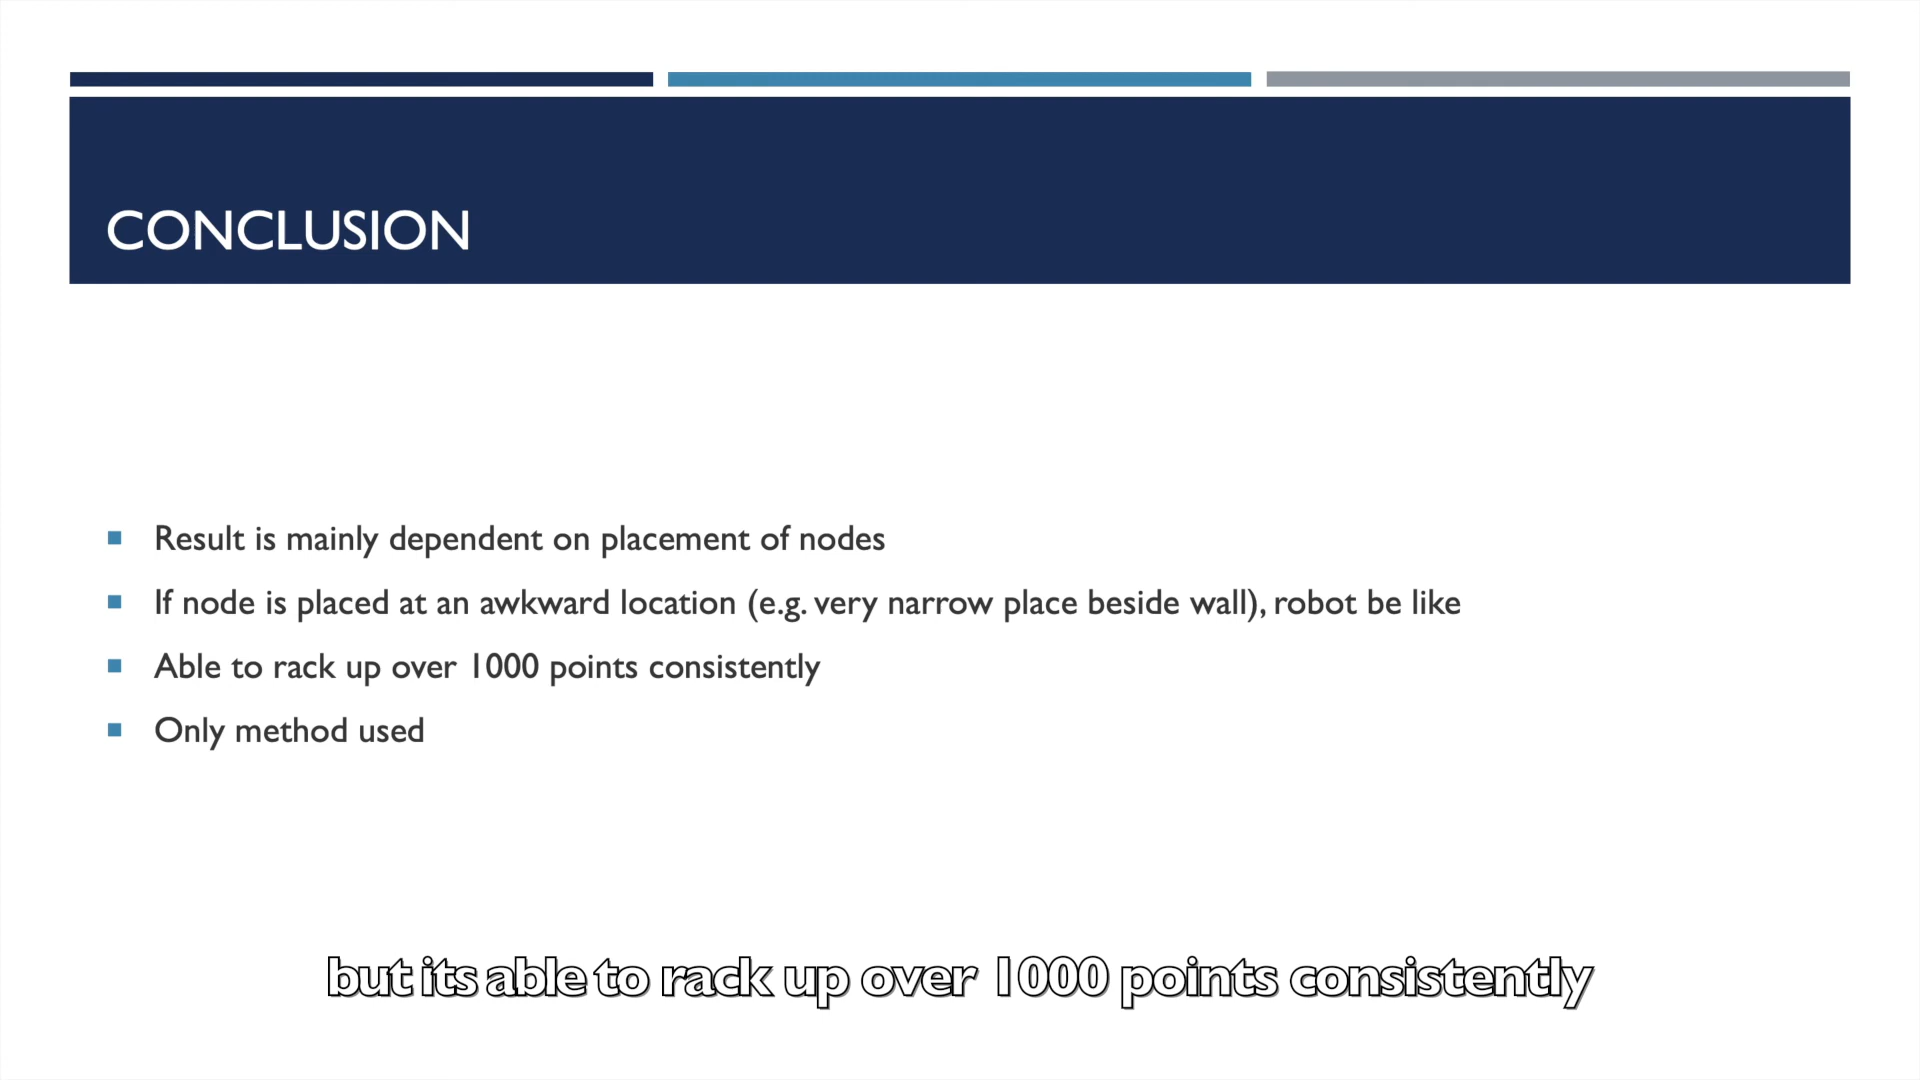 CONCLUSION
Result is mainly dependent on placement of nodes
If node is placed at an awkward location (e.g. very narrow place beside wall), robot be like
Able to rack up over 1000 points consistently
Only method used
but its able to rack up over 1000 points consistently